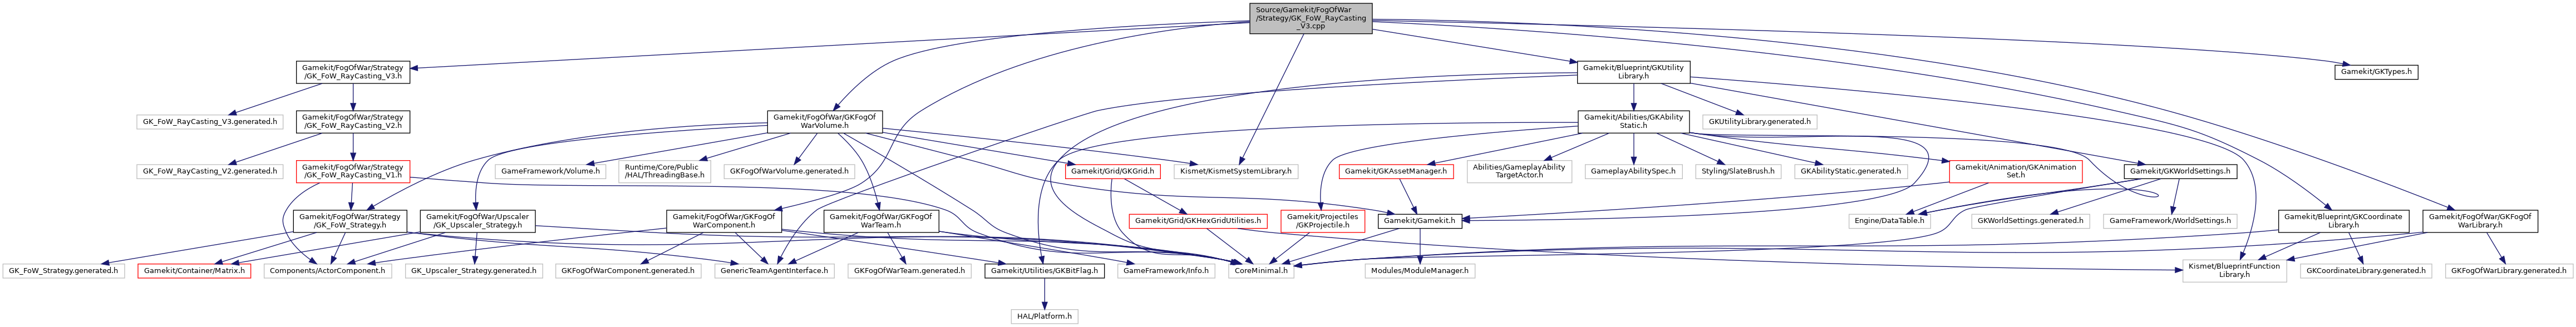 Source/Gamekit/FogOfWar
/Strategy/GK_FoW_RayCasting
_V3.cpp
Gamekit/FogOfWar/Strategy
/GK_FoW_RayCasting_V3.h
Gamekit/Blueprint/GKUtility
Library.h
Gamekit/GKTypes.h
GK_FoW_RayCasting_V3.generated.h
Gamekit/FogOfWar/Strategy
/GK_FoW_RayCasting_V2.h
Gamekit/FogOfWar/GKFogOf
WarVolume.h
Gamekit/Abilities/GKAbility
Static.h
GKUtilityLibrary.generated.h
GK_FoW_RayCasting_V2.generated.h
Gamekit/FogOfWar/Strategy
/GK_FoW_RayCasting_V1.h
GameFramework/Volume.h
Runtime/Core/Public
/HAL/ThreadingBase.h
GKFogOfWarVolume.generated.h
Gamekit/Grid/GKGrid.h
Kismet/KismetSystemLibrary.h
Gamekit/GKAssetManager.h
Abilities/GameplayAbility
TargetActor.h
GameplayAbilitySpec.h
Styling/SlateBrush.h
GKAbilityStatic.generated.h
Gamekit/Animation/GKAnimation
Set.h
Gamekit/GKWorldSettings.h
Gamekit/FogOfWar/Strategy
/GK_FoW_Strategy.h
Gamekit/FogOfWar/Upscaler
/GK_Upscaler_Strategy.h
Gamekit/FogOfWar/GKFogOf
WarComponent.h
Gamekit/FogOfWar/GKFogOf
WarTeam.h
Gamekit/Grid/GKHexGridUtilities.h
Gamekit/Projectiles
/GKProjectile.h
Gamekit/Gamekit.h
Engine/DataTable.h
GKWorldSettings.generated.h
GameFramework/WorldSettings.h
Gamekit/Blueprint/GKCoordinate
Library.h
Gamekit/FogOfWar/GKFogOf
WarLibrary.h
GK_FoW_Strategy.generated.h
Gamekit/Container/Matrix.h
Components/ActorComponent.h
GK_Upscaler_Strategy.generated.h
GKFogOfWarComponent.generated.h
GenericTeamAgentInterface.h
GKFogOfWarTeam.generated.h
Gamekit/Utilities/GKBitFlag.h
GameFramework/Info.h
CoreMinimal.h
Modules/ModuleManager.h
Kismet/BlueprintFunction
Library.h
GKCoordinateLibrary.generated.h
GKFogOfWarLibrary.generated.h
HAL/Platform.h